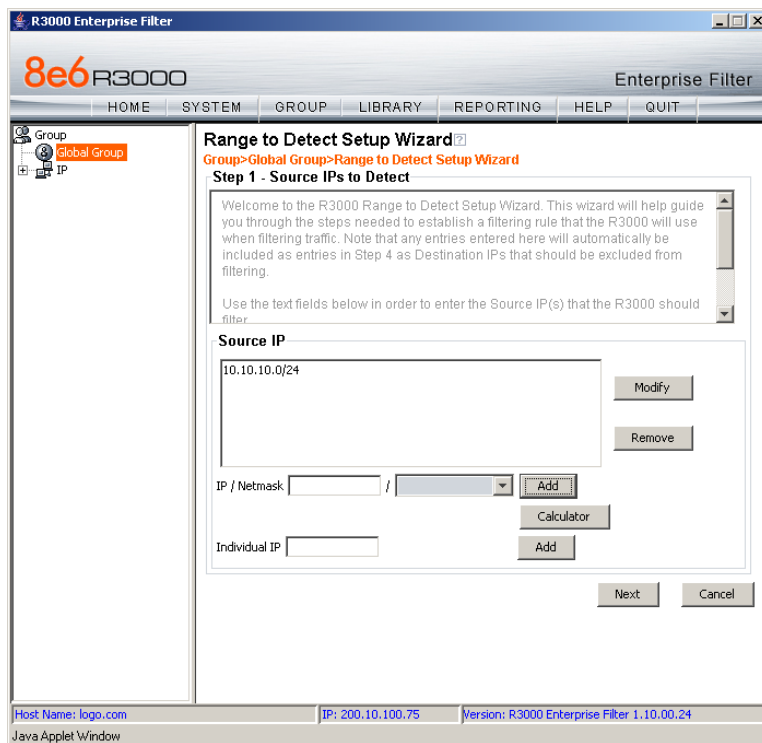 R3000 Enterprise Filter
8e6 R3000
Enterprise Filter
HOME SYSTEM GROUP LIBRARY REPORTING HELP QUIT
Group
Global Group
IP
Range to Detect Setup Wizard ?
Group>Global Group>Range to Detect Setup Wizard
Step 1 - Source IPs to Detect
Welcome to the R3000 Range to Detect Setup Wizard. This wizard will help guide
you through the steps needed to establish a filtering rule that the R3000 will use
when filtering traffic. Note that any entries entered here will automatically be
included as entries in Step 4 as Destination IPs that should be excluded from
filtering.
Use the text fields below in order to enter the Source IP(s) that the R3000 should
filter
Source IP
10.10.10.0/24
Modify
Remove
IP / Netmask / Add
Calculator
Individual IP Add
Next Cancel
Host Name: logo.com IP: 200.10.100.75 Version: R3000 Enterprise Filter 1.10.00.24
Java Applet Window